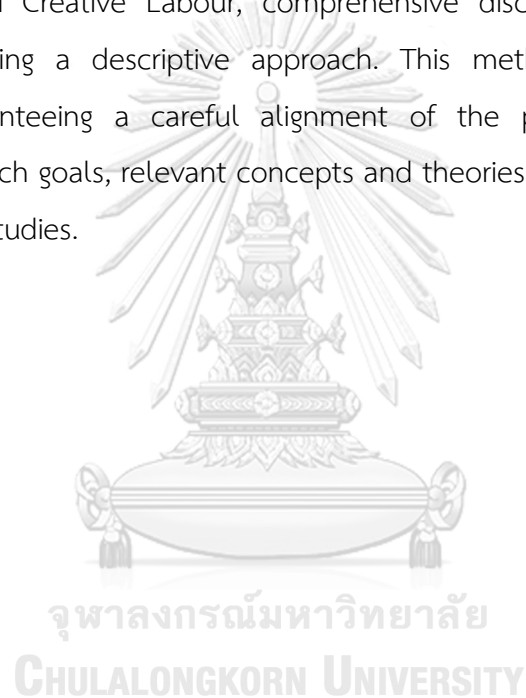 Creative Labour, comprehensive disc
ing a descriptive approach. This meth
nteeing a careful alignment of the p
ch goals, relevant concepts and theories
tudies.
จุฬาลงกรณ์มหาวิทยาลัย
CHULALONGKORN UNIVERSITY